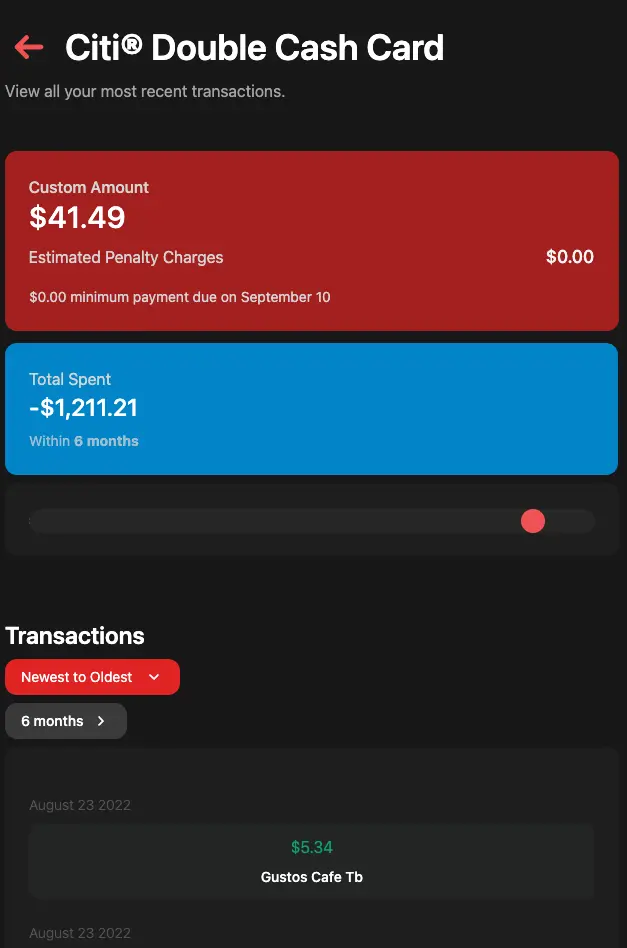 Citi® Double Cash Card
View all your most recent transactions.
Custom Amount
$41.49
Estimated Penalty Charges $0.00
$0.00 minimum payment due on September 10
Total Spent
-$1,211.21
Within 6 months
Transactions
Newest to Oldest
6 months
August 23 2022
$5.34
Gustos Cafe Tb
August 23 2022